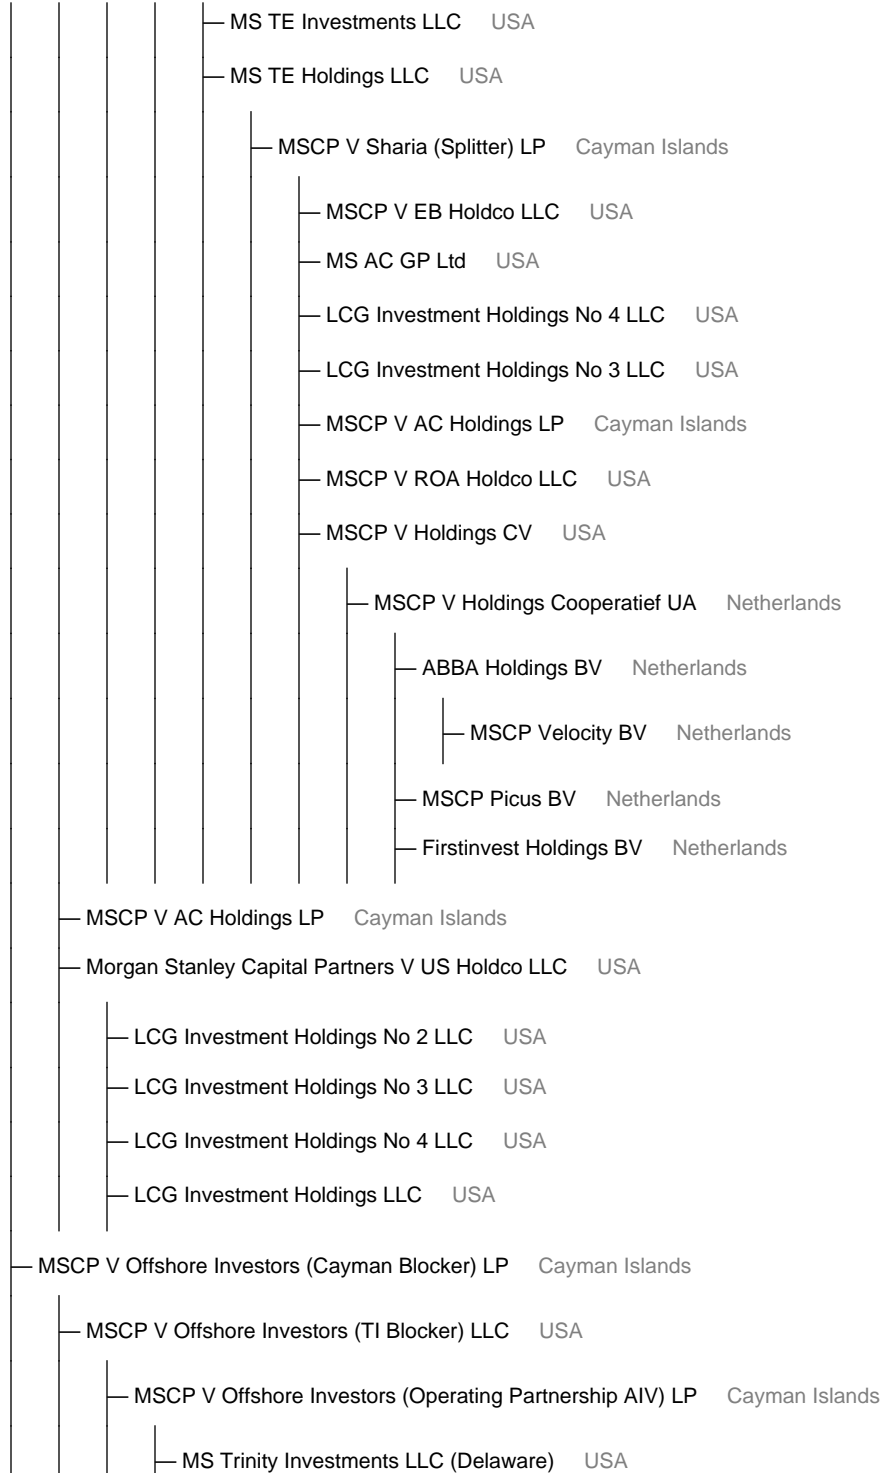 MS TE Investments LLC USA
MS TE Holdings LLC USA
MSCP V Sharia (Splitter) LP Cayman Islands
MSCP V EB Holdco LLC USA
MS AC GP Ltd USA
LCG Investment Holdings No 4 LLC USA
LCG Investment Holdings No 3 LLC USA
MSCP V AC Holdings LP Cayman Islands
MSCP V ROA Holdco LLC USA
MSCP V Holdings CV USA
MSCP V Holdings Cooperatief UA Netherlands
ABBA Holdings BV Netherlands
MSCP Velocity BV Netherlands
MSCP Picus BV Netherlands
Firstinvest Holdings BV Netherlands
MSCP V AC Holdings LP Cayman Islands
Morgan Stanley Capital Partners V US Holdco LLC USA
LCG Investment Holdings No 2 LLC USA
LCG Investment Holdings No 3 LLC USA
LCG Investment Holdings No 4 LLC USA
LCG Investment Holdings LLC USA
MSCP V Offshore Investors (Cayman Blocker) LP Cayman Islands
MSCP V Offshore Investors (TI Blocker) LLC USA
MSCP V Offshore Investors (Operating Partnership AIV) LP Cayman Islands
MS Trinity Investments LLC (Delaware) USA